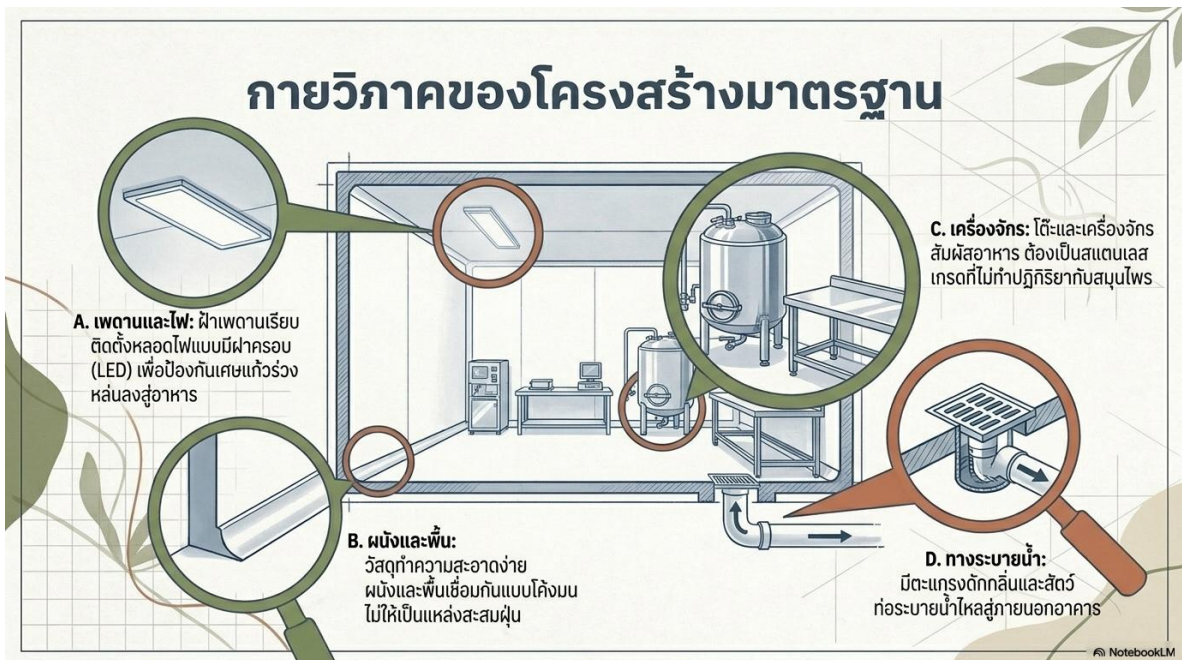 กายวิภาคของโครงสร้างมาตรฐาน
A. เพดานและไฟ: ฝ้าเพดานเรียบ
ติดตั้งหลอดไฟแบบมีฝาครอบ
(LED) เพื่อป้องกันเศษแก้วร่วง
หล่นลงสู่อาหาร
B. ผนังและพื้น:
วัสดุทำความสะอาดง่าย
ผนังและพื้นเชื่อมกันแบบโค้งมน
ไม่ให้เป็นแหล่งสะสมฝุ่น
C. เครื่องจักร: โต๊ะและเครื่องจักร
สัมผัสอาหาร ต้องเป็นสแตนเลส
เกรดที่ไม่ทำปฏิกิริยากับสมุนไพร
D. ทางระบายน้ำ:
มีตะแกรงดักกลิ่นและสัตว์
ท่อระบายน้ำไหลสู่ภายนอกอาคาร
NotebookLM